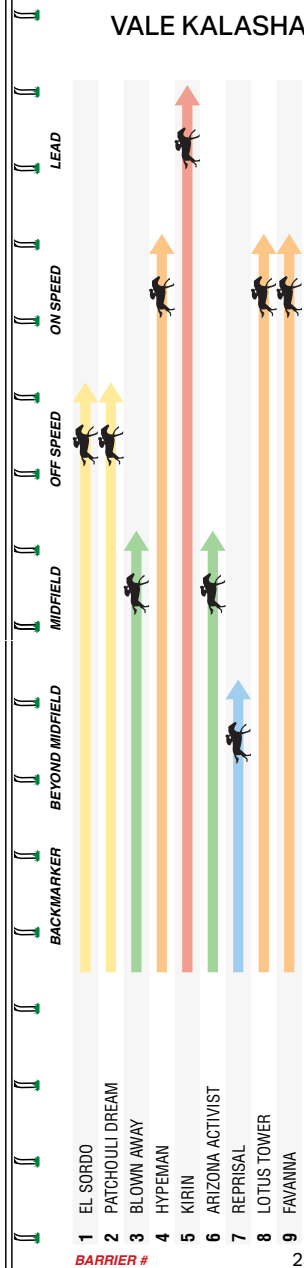 VALE KALASHA
LEAD
ON SPEED
OFF SPEED
MIDFIELD
BEYOND MIDFIELD
BACKMARKER
1 EL SORDO
2 PATCHOULI DREAM
3 BLOWN AWAY
4 HYPEMAN
5 KIRIN
6 ARIZONA ACTIVIST
7 REPRISAL
8 LOTUS TOWER
9 FAVANNA
BARRIER #
2